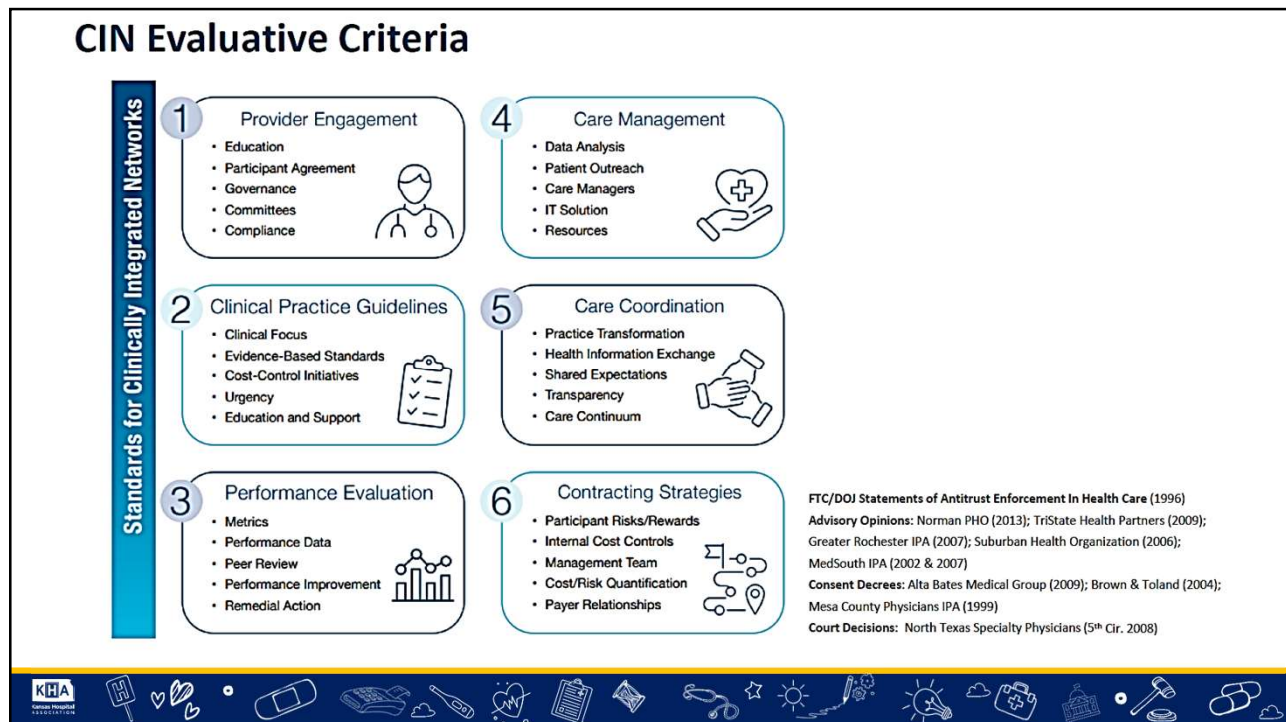 CIN Evaluative Criteria
Standards for Clinically Integrated Networks
1
Provider Engagement
• Education
• Participant Agreement
• Governance
• Committees
• Compliance
2
Clinical Practice Guidelines
• Clinical Focus
• Evidence-Based Standards
• Cost-Control Initiatives
• Urgency
• Education and Support
3
Performance Evaluation
• Metrics
• Performance Data
• Peer Review
• Performance Improvement
• Remedial Action
4
Care Management
• Data Analysis
• Patient Outreach
• Care Managers
• IT Solution
• Resources
5
Care Coordination
• Practice Transformation
• Health Information Exchange
• Shared Expectations
• Transparency
• Care Continuum
6
Contracting Strategies
• Participant Risks/Rewards
• Internal Cost Controls
• Management Team
• Cost/Risk Quantification
• Payer Relationships
FTC/DOJ Statements of Antitrust Enforcement In Health Care (1996)
Advisory Opinions: Norman PHO (2013); TriState Health Partners (2009);
Greater Rochester IPA (2007); Suburban Health Organization (2006);
MedSouth IPA (2002 & 2007)
Consent Decrees: Alta Bates Medical Group (2009); Brown & Toland (2004);
Mesa County Physicians IPA (1999)
Court Decisions: North Texas Specialty Physicians (5th Cir. 2008)
KHA
Kansas Hospital
ASSOCIATION
H